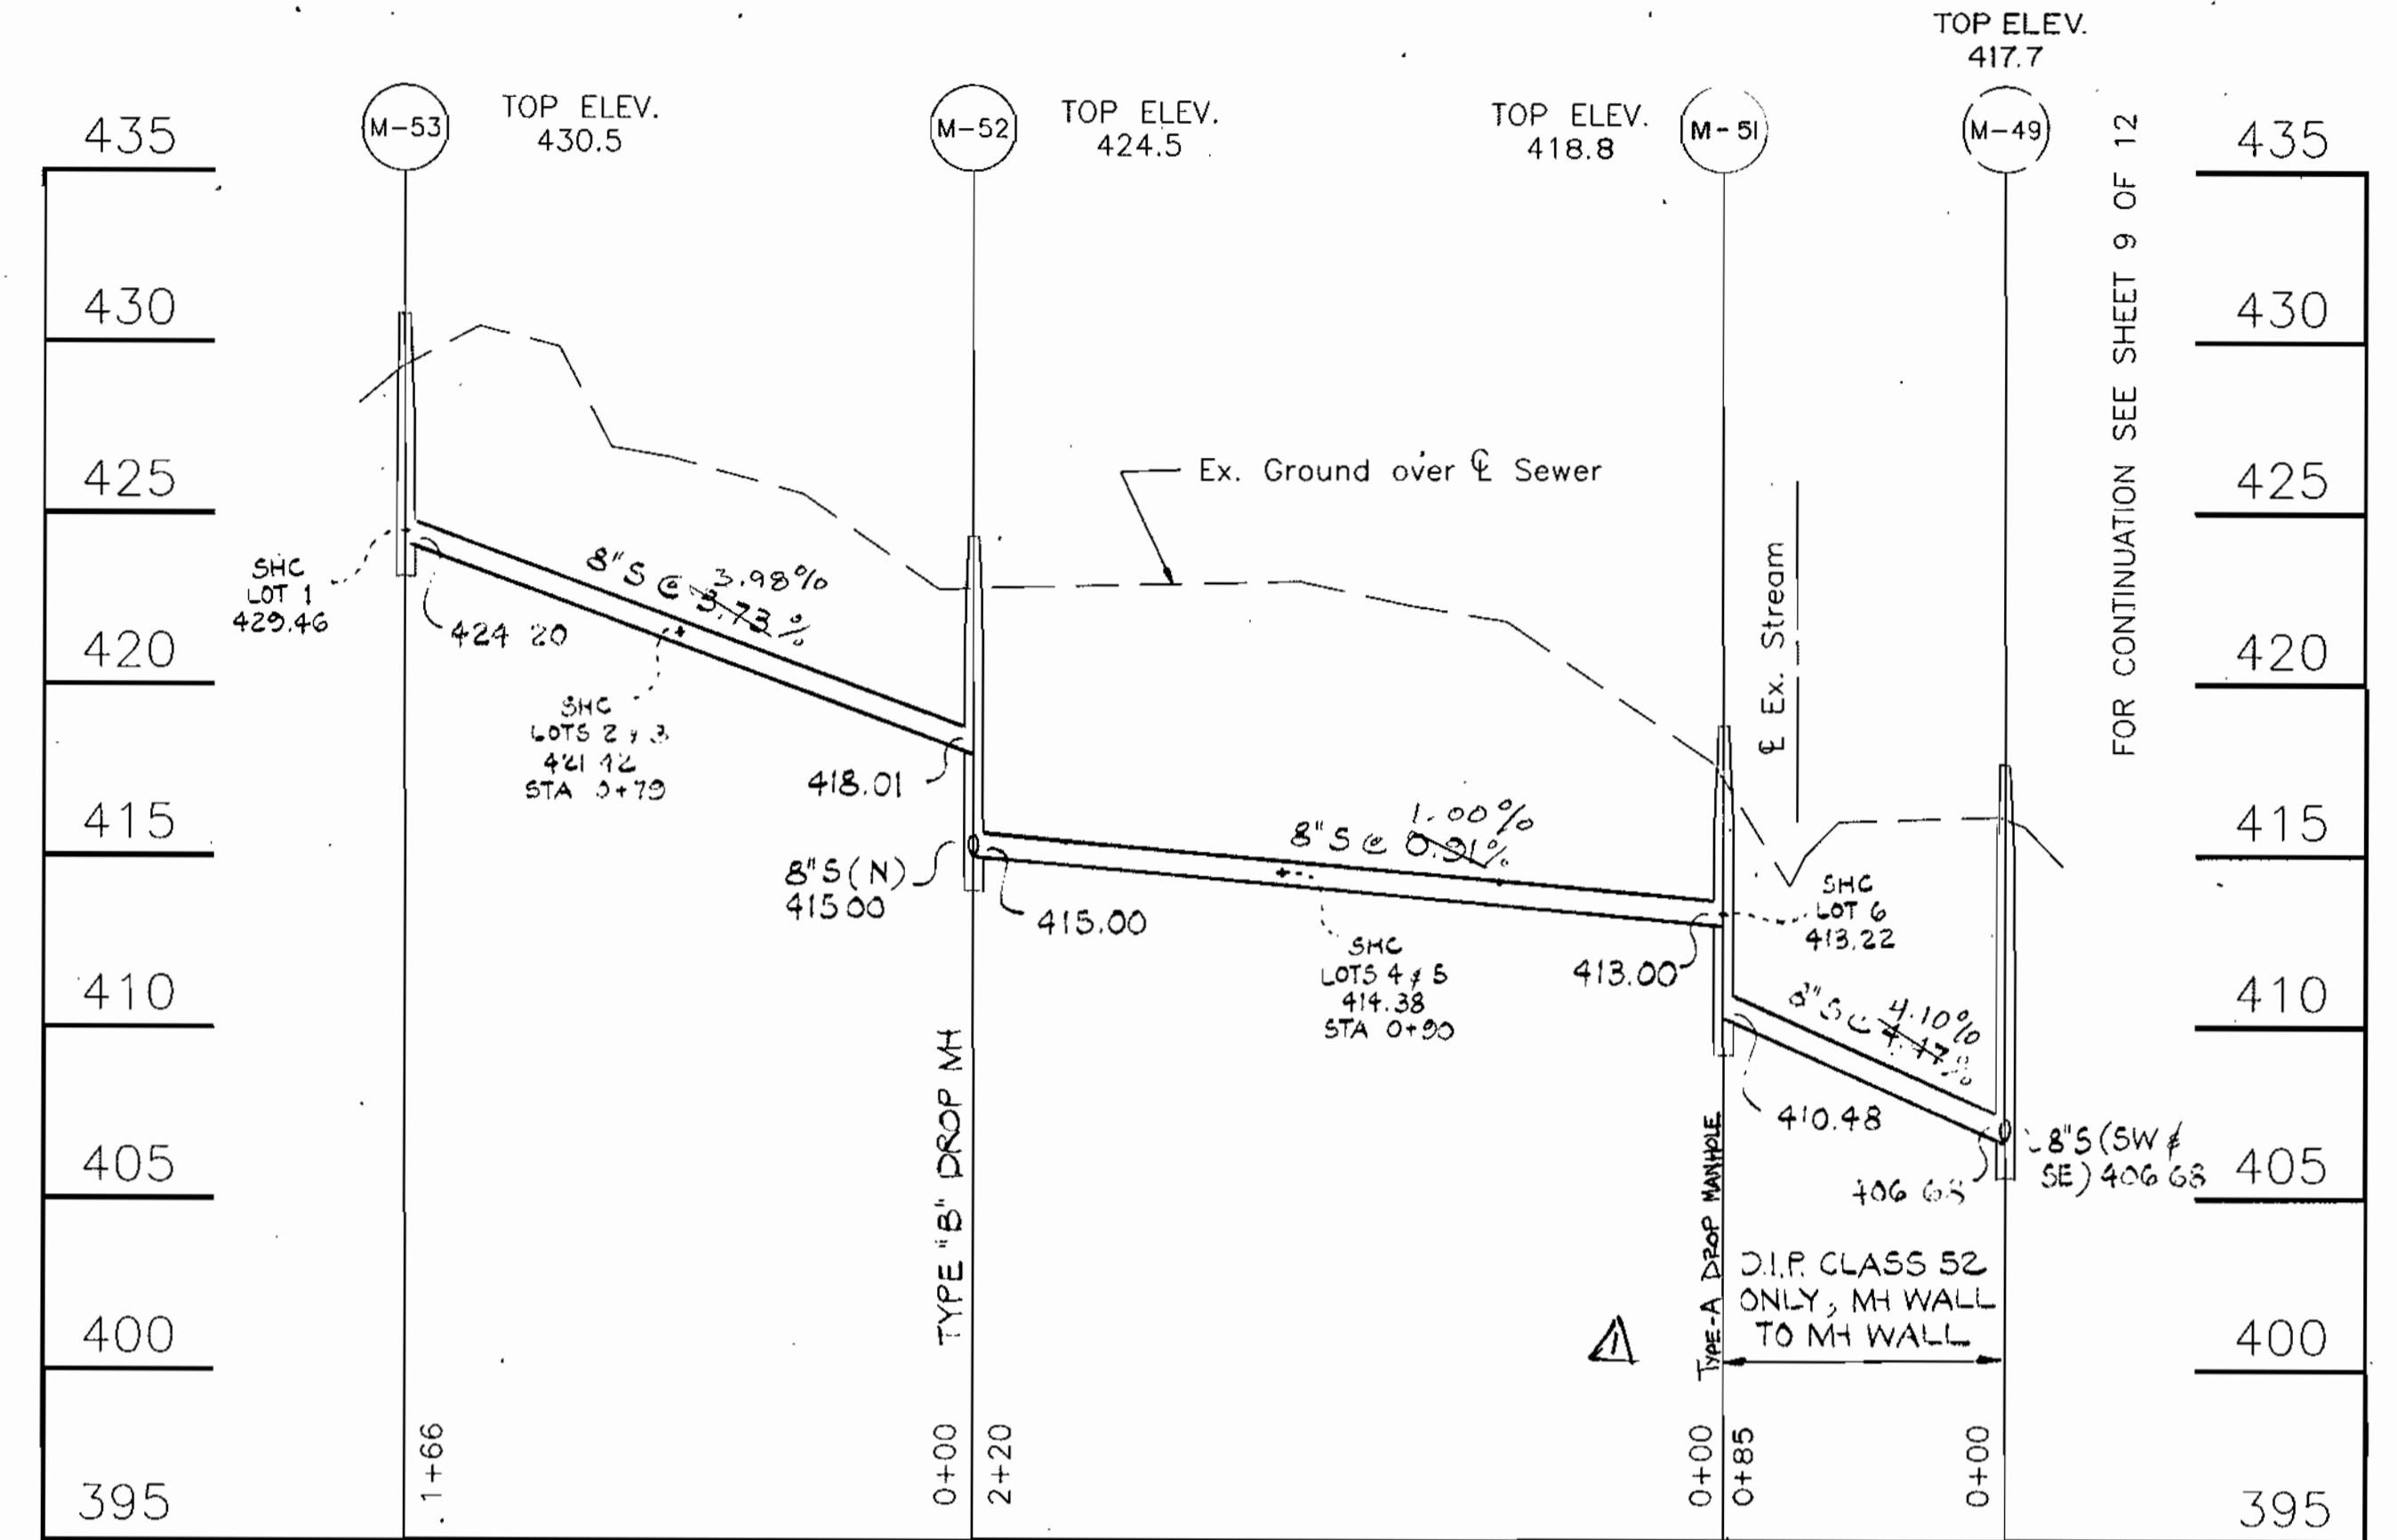 TOP ELEV.
417.7
M-53
TOP ELEV.
430.5
M-52
TOP ELEV.
424.5
TOP ELEV.
418.8
M-51
M-49
435
430
425
420
415
410
405
400
395
435
430
425
420
415
410
405
400
395
FOR CONTINUATION SEE SHEET 9 OF 12
Ex. Ground over ℄ Sewer
℄ Ex. Stream
SHC
LOT 1
429.46
8"S @ 3.98%
3.73%
424 20
SHC
LOTS 2 & 3
STA 0+79
418.01
8"S (N)
415 00
415.00
1.00%
8"S @ 0.91%
SHC
LOTS 4 & 5
414.38
STA 0+90
413.00
SHC
LOT 6
413.22
8"S @ 4.10%
4.47%
410.48
406 68
8"S (SW &
SE) 406 68
TYPE "B" DROP MH
TYPE-A DROP MANHOLE
D.I.P. CLASS 52
ONLY, MH WALL
TO MH WALL
1
1+66
0+00
2+20
0+00
0+85
0+00